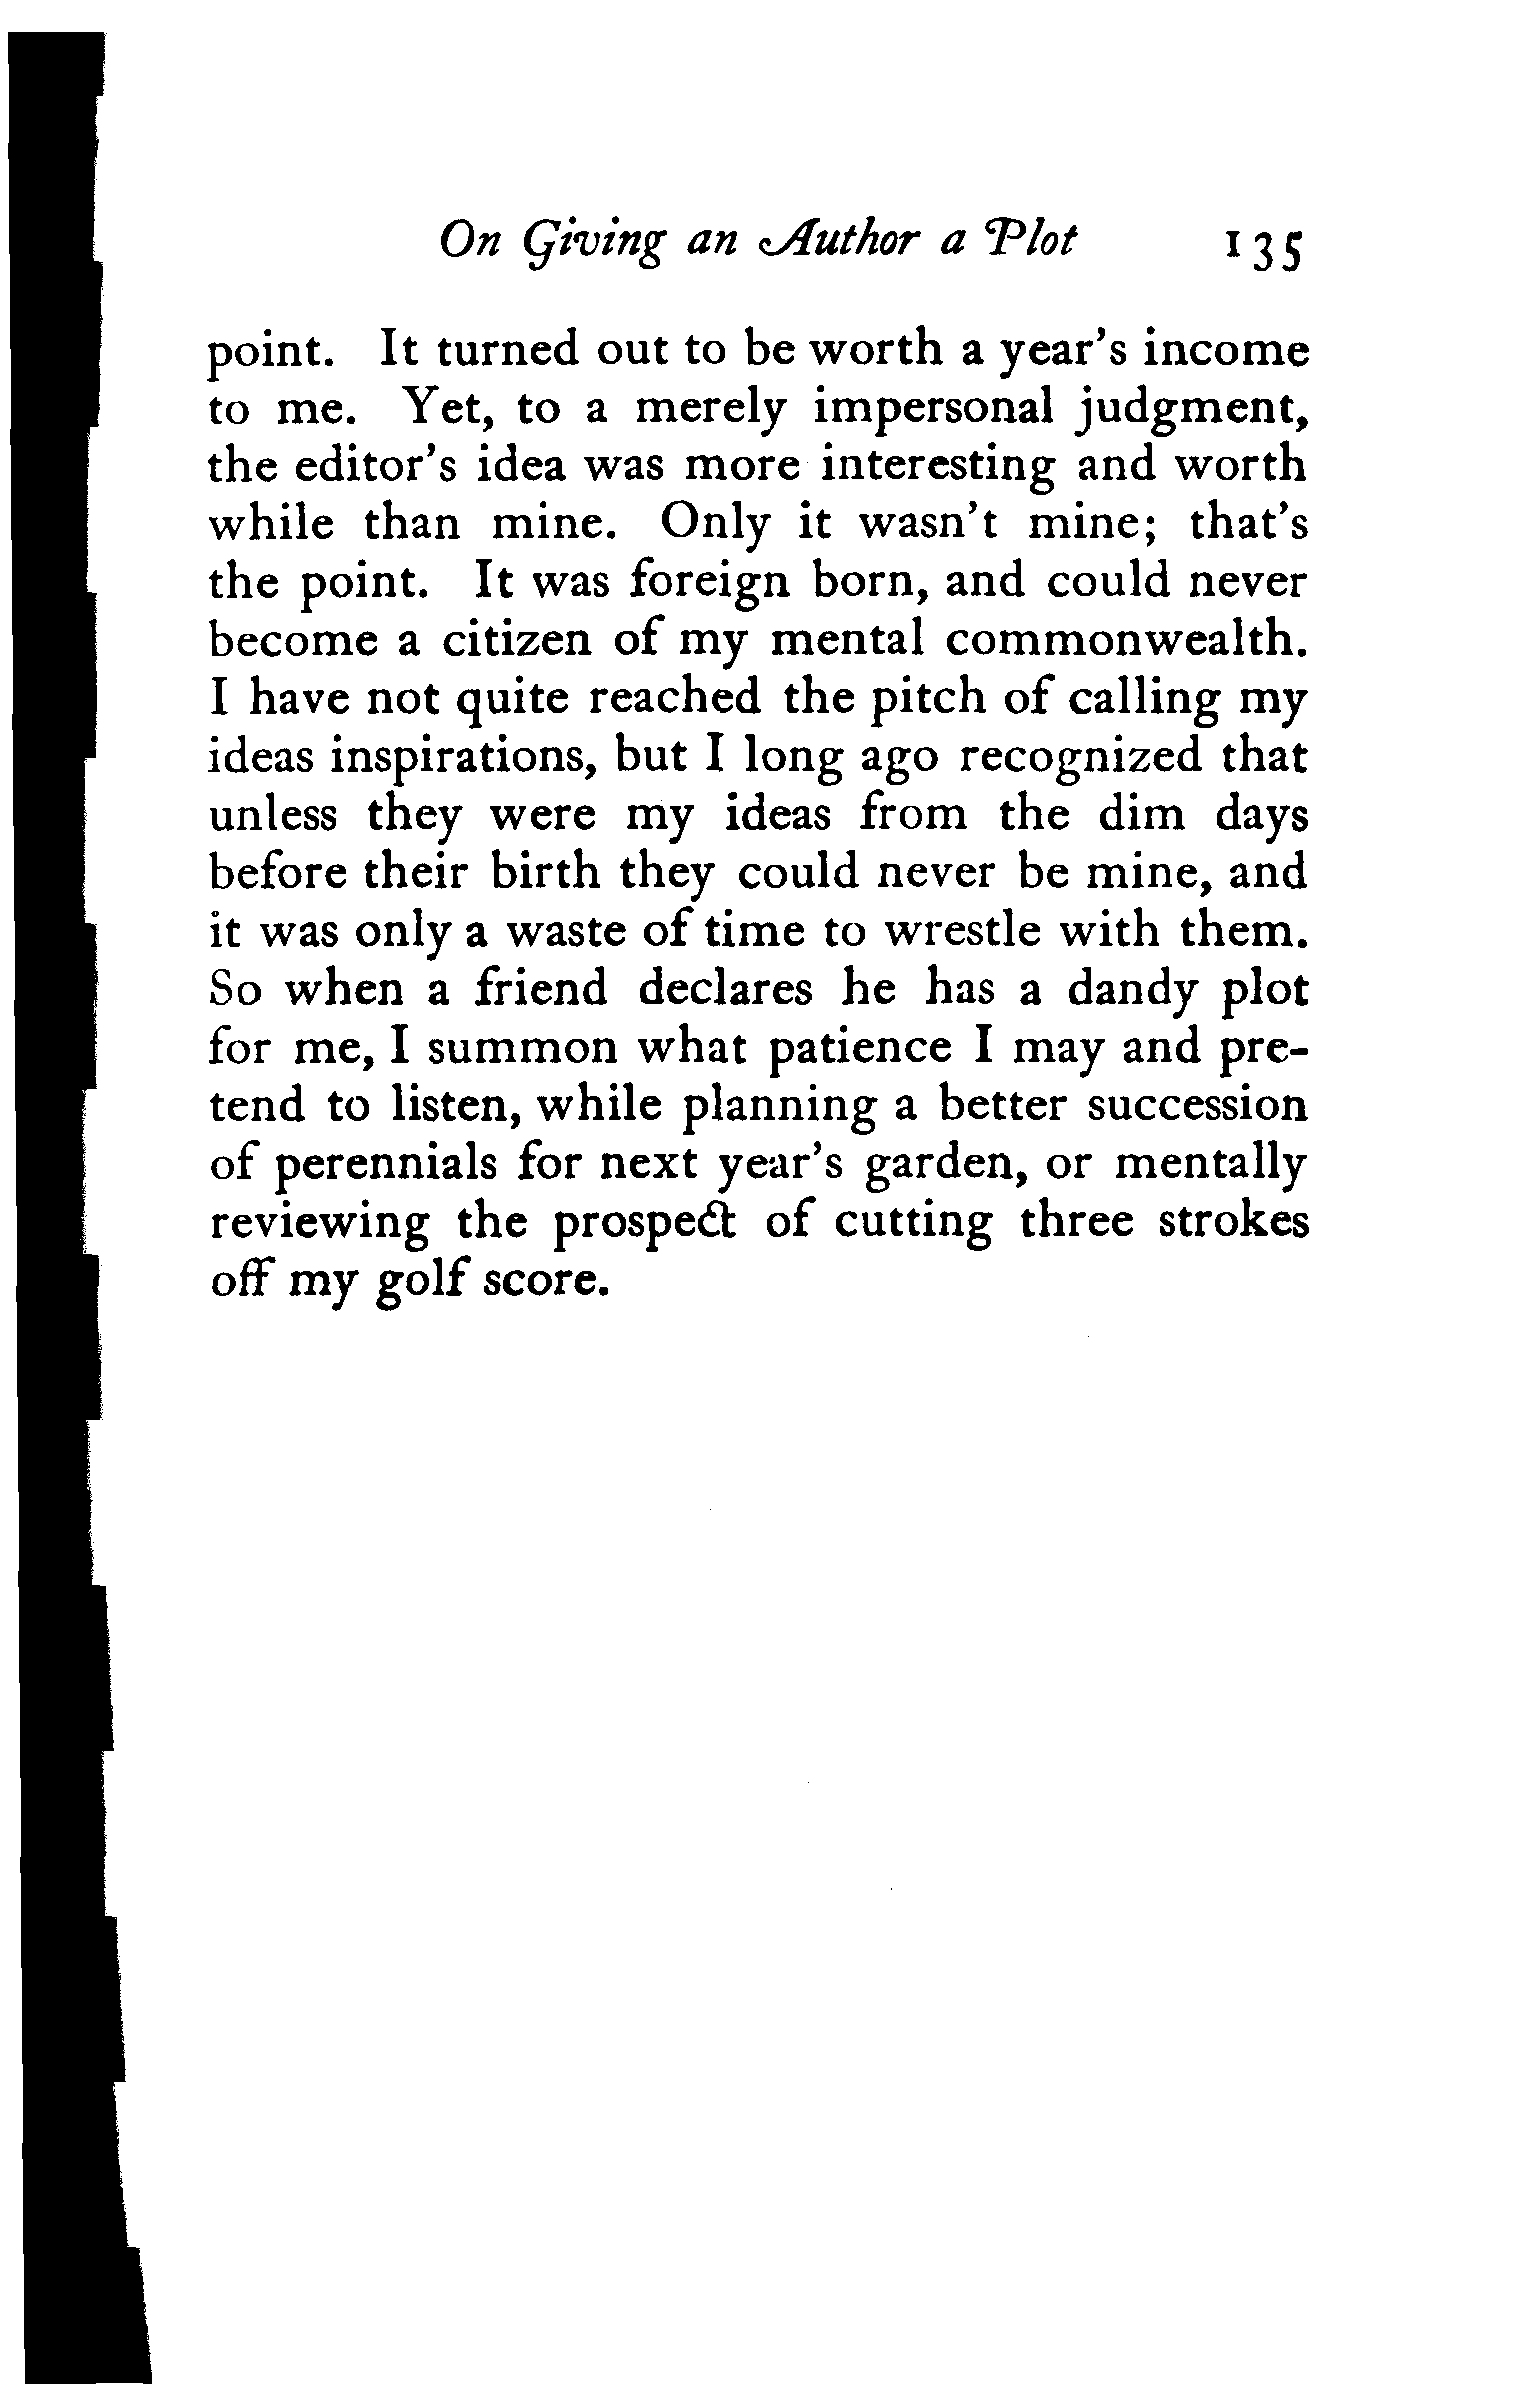 On Giving an Author a Plot 135
point. It turned out to be worth a year's income
to me. Yet, to a merely impersonal judgment,
the editor's idea was more interesting and worth
while than mine. Only it wasn't mine; that's
the point. It was foreign born, and could never
become a citizen of my mental commonwealth.
I have not quite reached the pitch of calling my
ideas inspirations, but I long ago recognized that
unless they were my ideas from the dim days
before their birth they could never be mine, and
it was only a waste of time to wrestle with them.
So when a friend declares he has a dandy plot
for me, I summon what patience I may and pre-
tend to listen, while planning a better succession
of perennials for next year's garden, or mentally
reviewing the prospect of cutting three strokes
off my golf score.